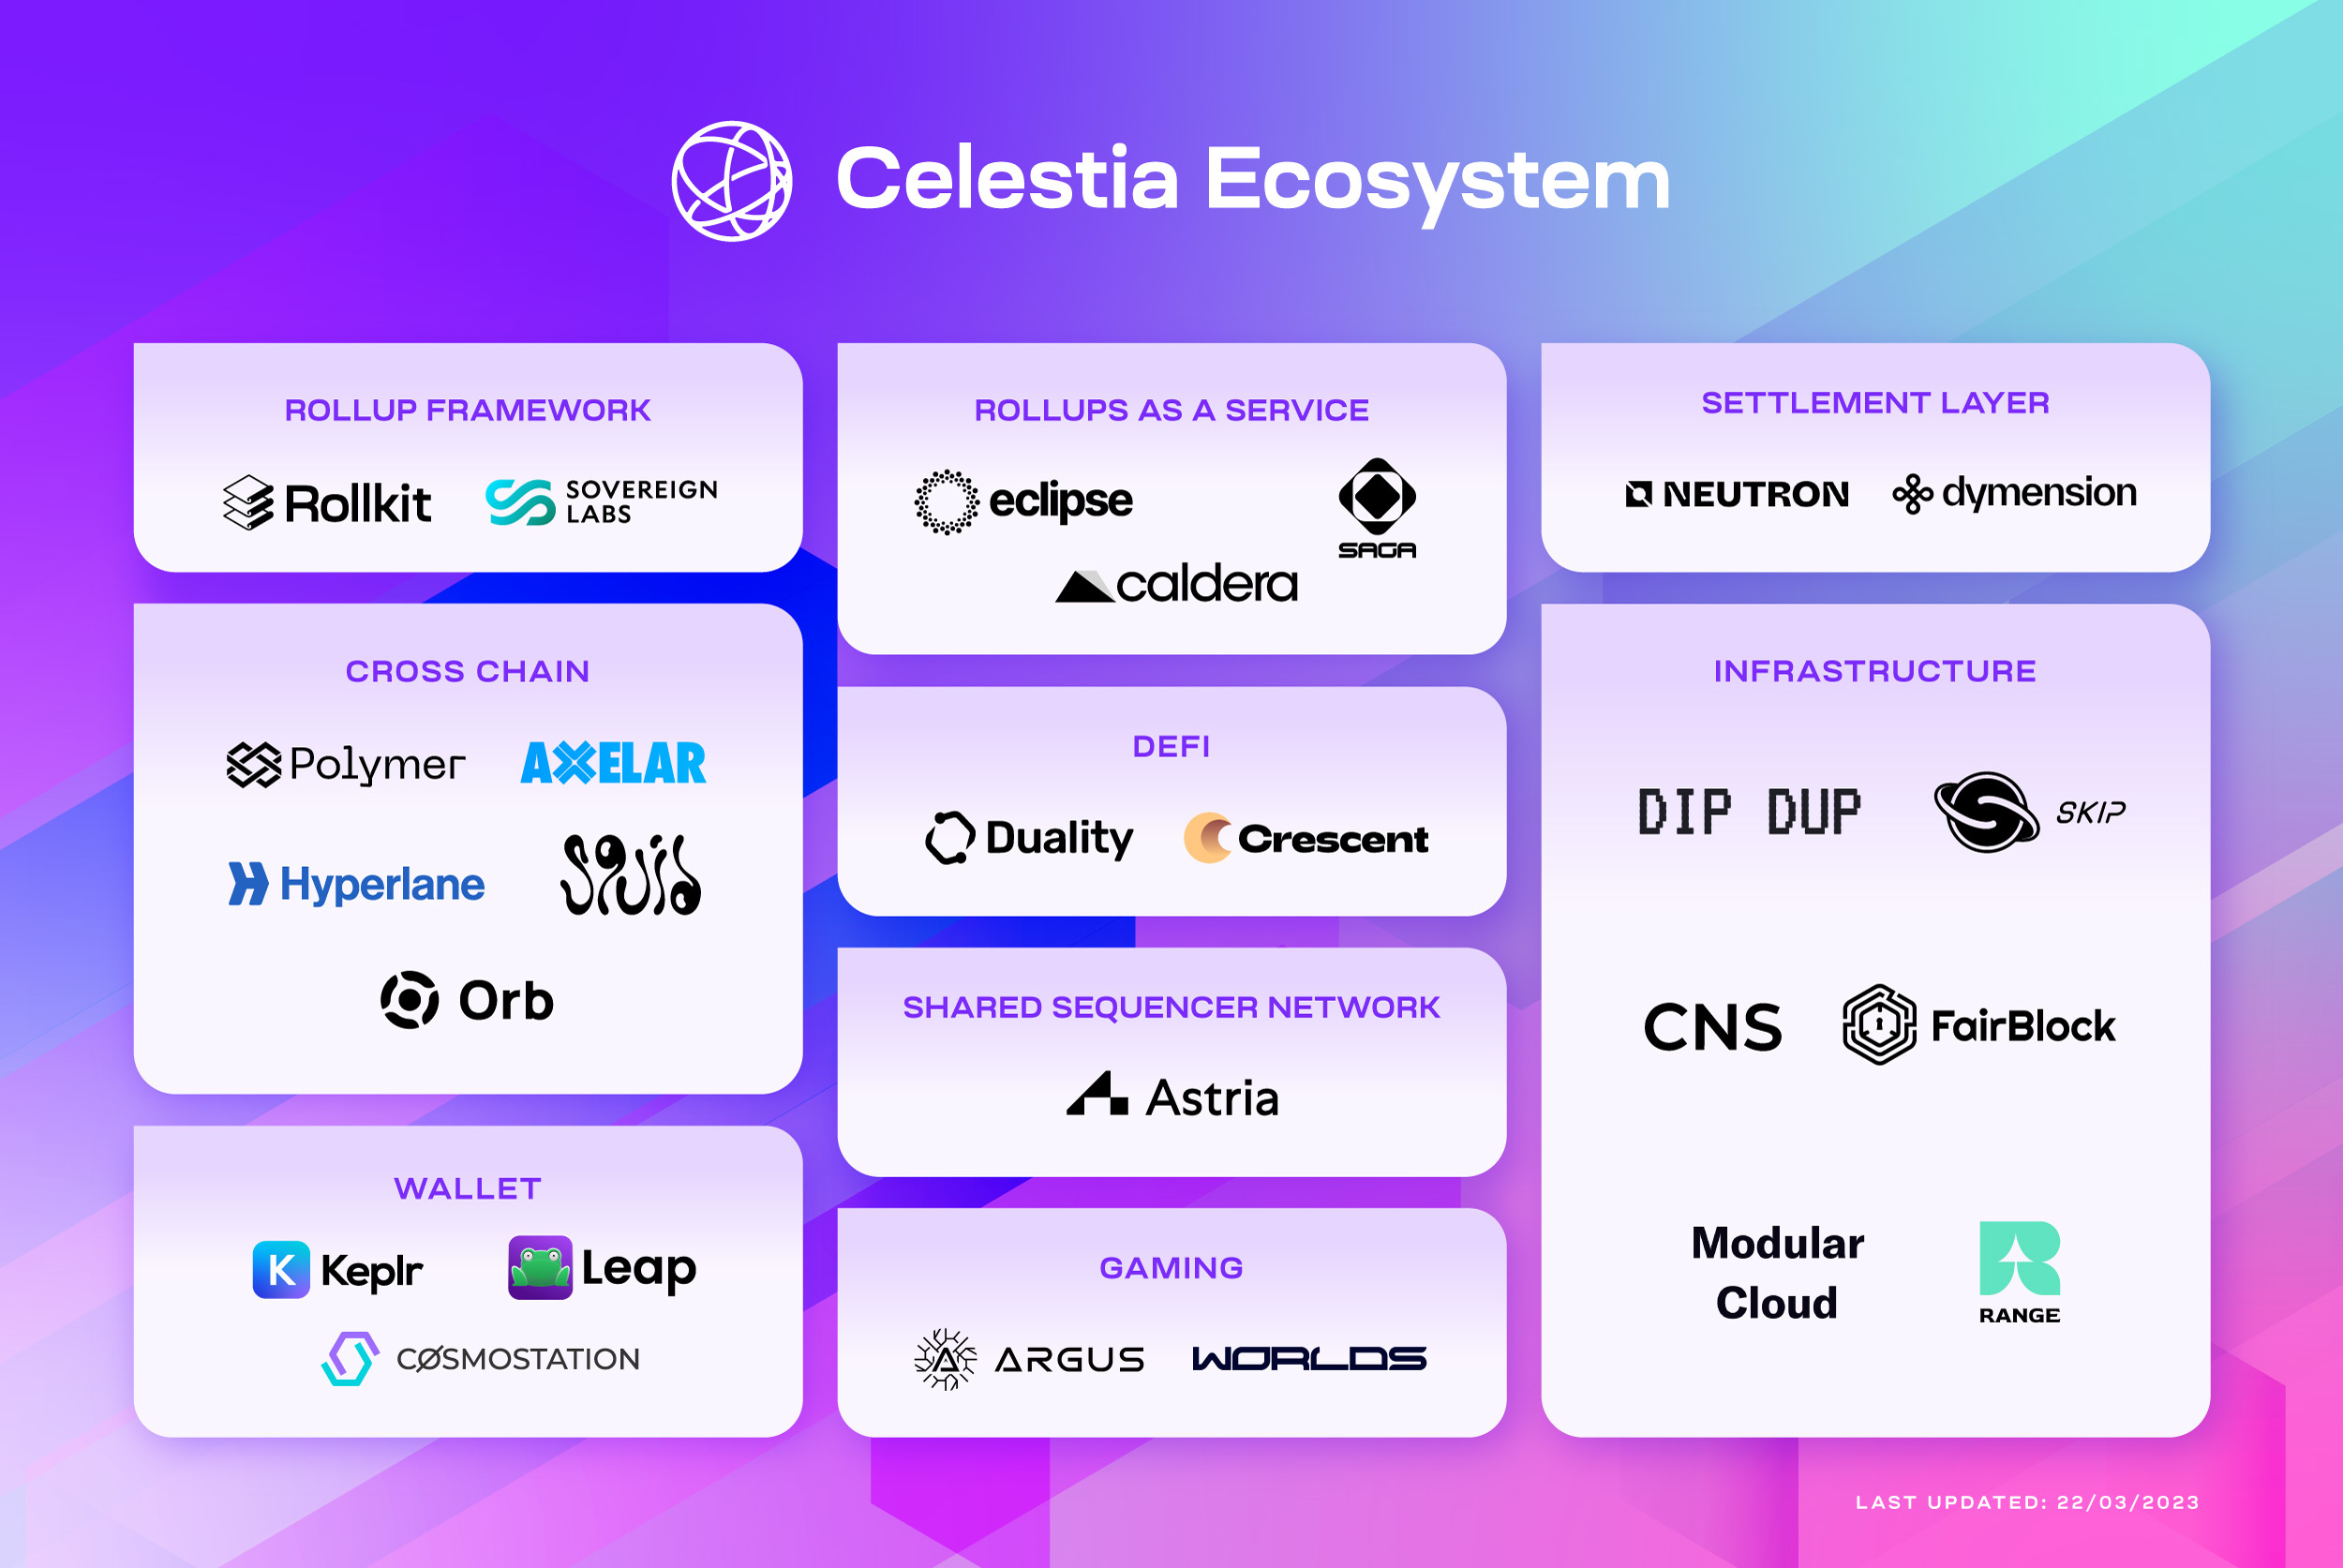 Celestia Ecosystem
ROLLUP FRAMEWORK
Rollkit
SOVEREIGN
LABS
ROLLUPS AS A SERVICE
eclipse
SAGA
caldera
SETTLEMENT LAYER
NEUTRON
dymension
CROSS CHAIN
Polymer
AXELAR
Hyperlane
Orb
DEFI
Duality
Crescent
INFRASTRUCTURE
DIP DUP
SKIP
CNS
FairBlock
Modular
Cloud
RANGE
SHARED SEQUENCER NETWORK
Astria
WALLET
K Keplr
Leap
CØSMOSTATION
GAMING
ARGUS
WORLDS
LAST UPDATED: 22/03/2023